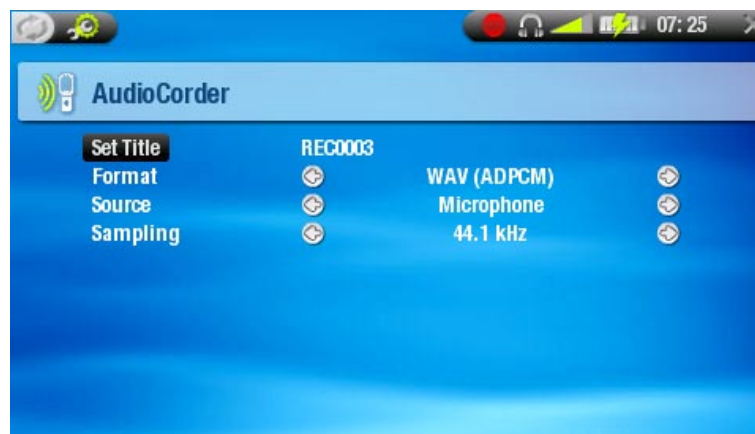 07:25
AudioCorder
Set Title REC0003
Format WAV (ADPCM)
Source Microphone
Sampling 44.1 kHz